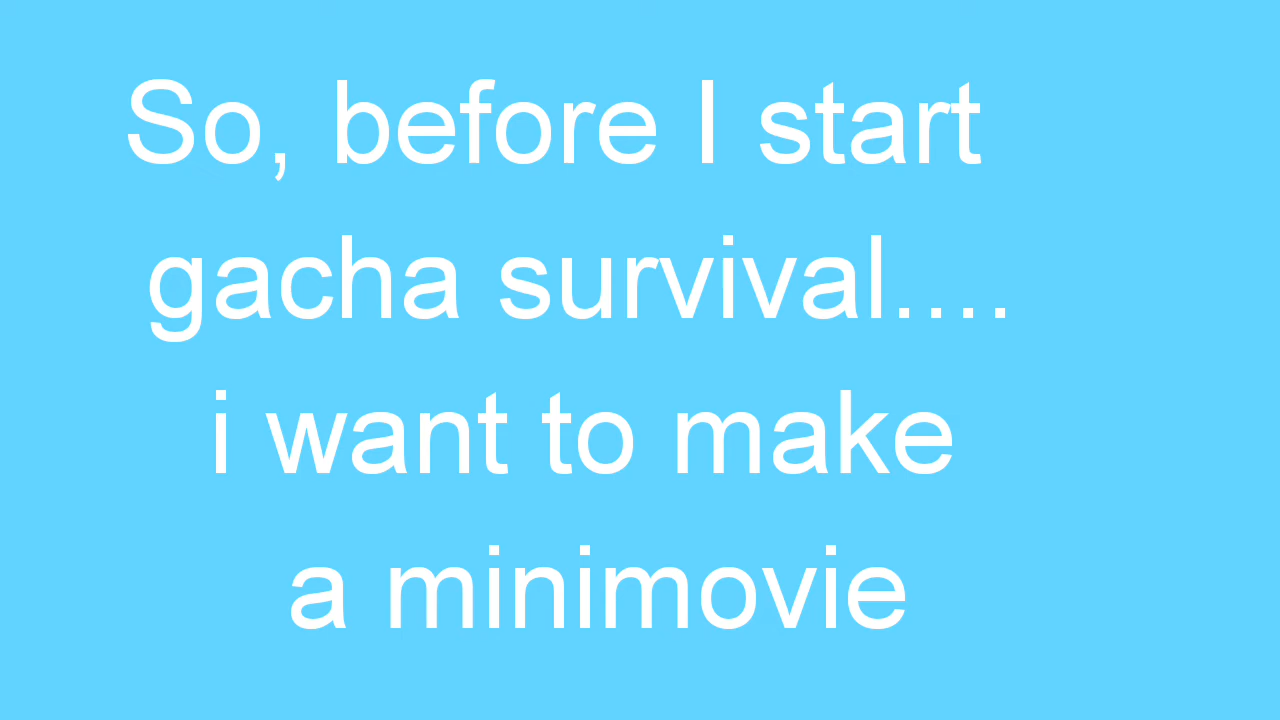 So, before I start
gacha survival....
i want to make
a minimovie